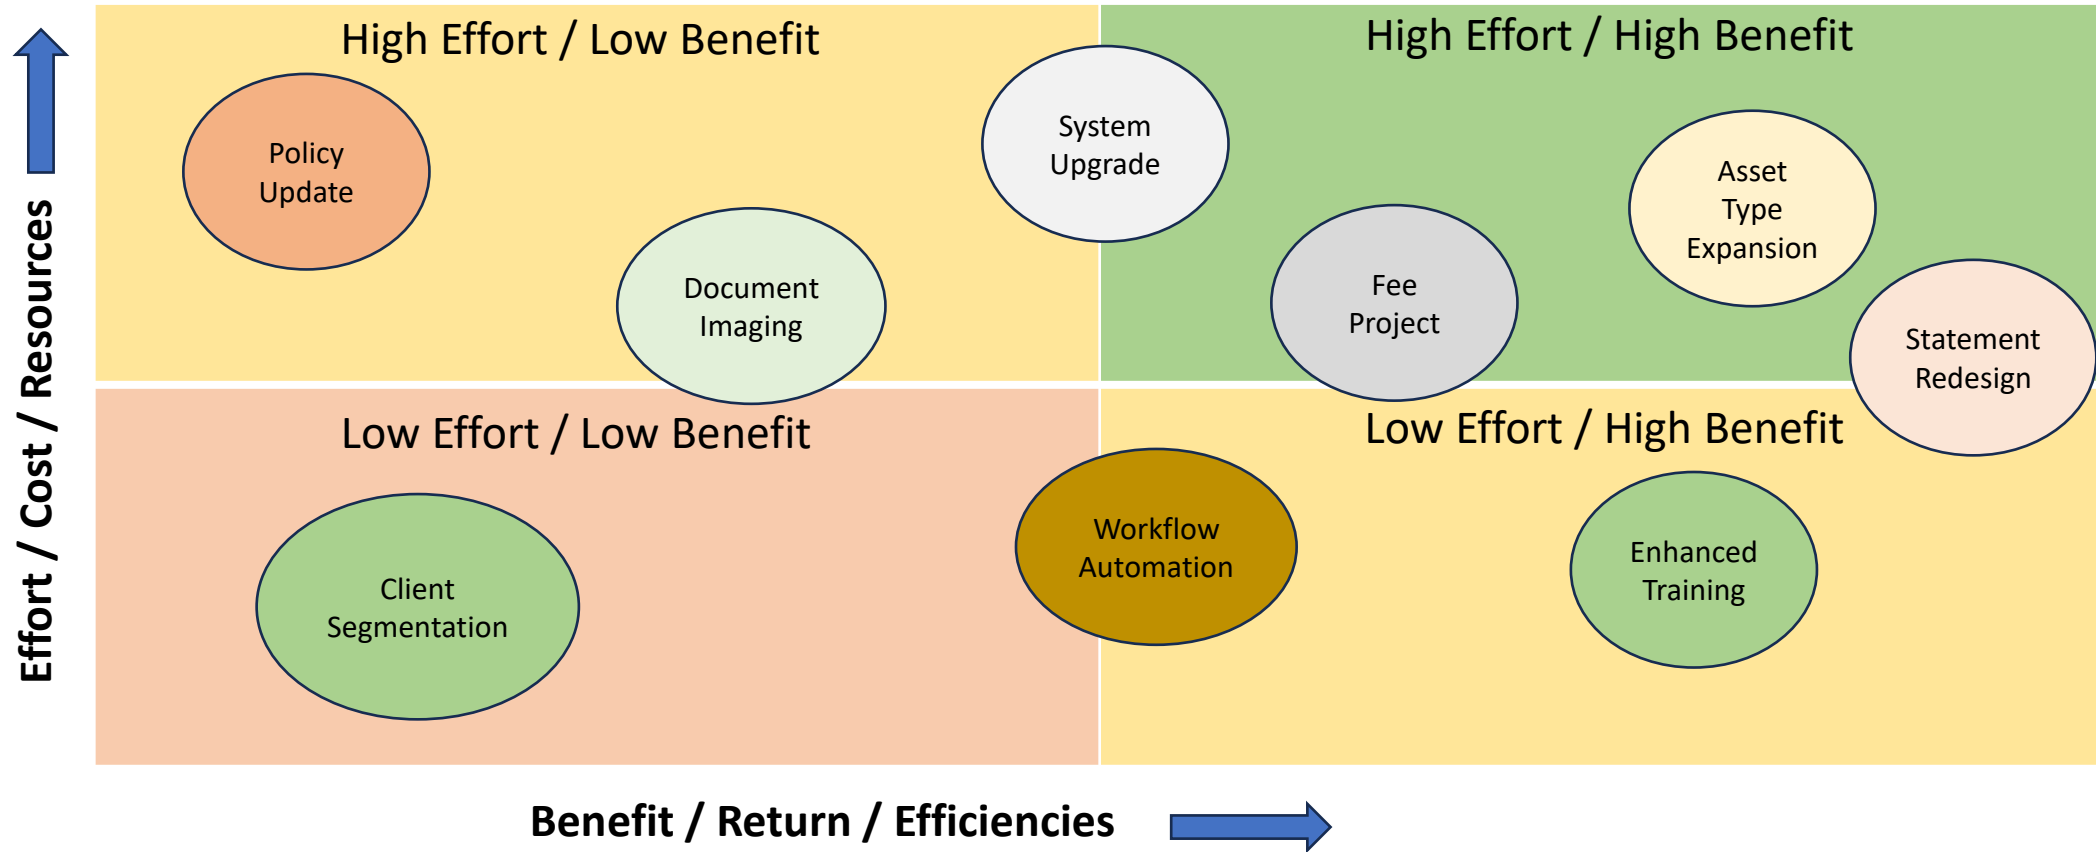 High Effort / Low Benefit
High Effort / High Benefit
Policy
Update
System
Upgrade
Asset
Type
Expansion
Document
Imaging
Fee
Project
Statement
Redesign
Low Effort / Low Benefit
Low Effort / High Benefit
Client
Segmentation
Workflow
Automation
Enhanced
Training
Effort / Cost / Resources
Benefit / Return / Efficiencies